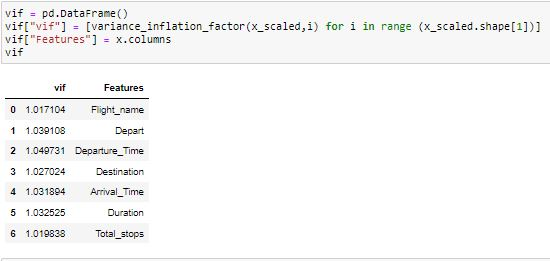 vif = pd.DataFrame()
vif["vif"] = [variance_inflation_factor(x_scaled,i) for i in range (x_scaled.shape[1])]
vif["Features"] = x.columns
vif
vif Features
0 1.017104 Flight_name
1 1.039108 Depart
2 1.049731 Departure_Time
3 1.027024 Destination
4 1.031894 Arrival_Time
5 1.032525 Duration
6 1.019838 Total_stops